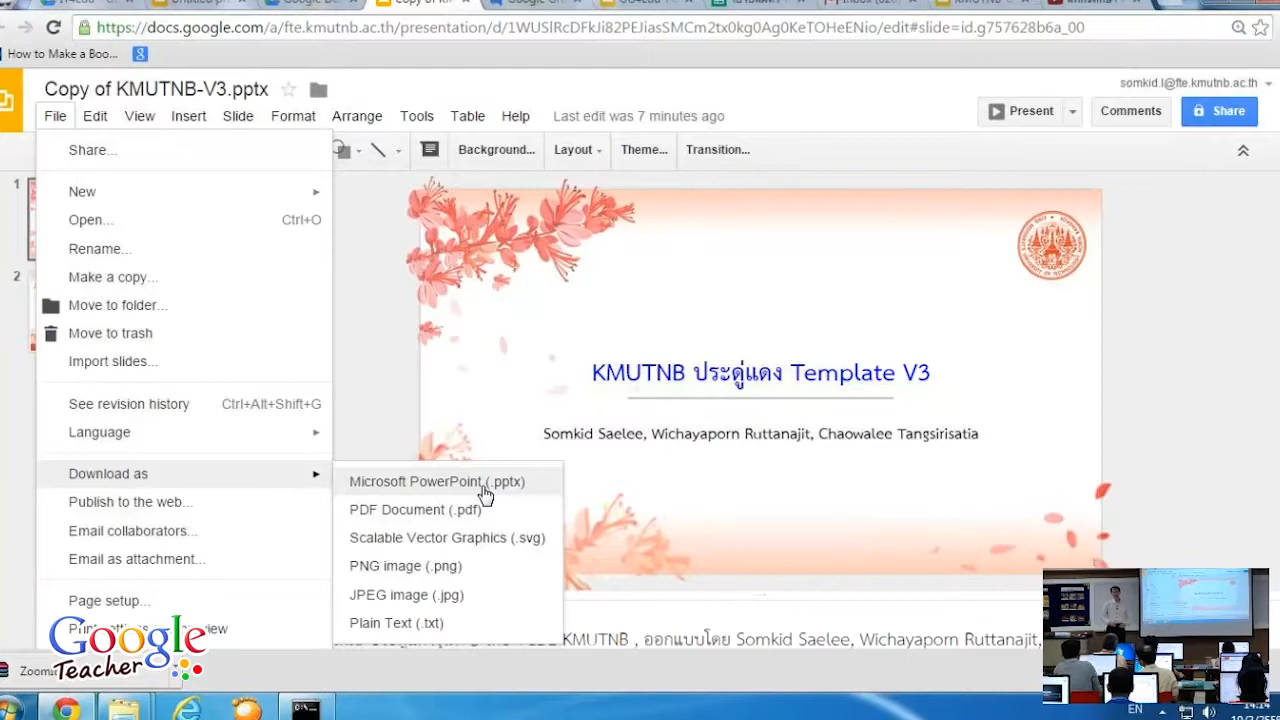 https://docs.google.com/a/fte.kmutnb.ac.th/presentation/d/1WUSlRcDFkJi82PEJiasSMCm2tx0kg0Ag0KaToHEeNio/edit#slide=id.g757628b6a_00
How to Make a Boo...
Copy of KMUTNB-V3.pptx
somkid.l@fte.kmutnb.ac.th
File Edit View Insert Slide Format Arrange Tools Table Help Last edit was 7 minutes ago
Present Comments Share
Background... Layout Theme... Transition...
Share...
New
Open... Ctrl+O
Rename...
Make a copy...
Move to folder...
Move to trash
Import slides...
See revision history Ctrl+Alt+Shift+G
Language
Download as
Publish to the web...
Email collaborators...
Email as attachment...
Page setup...
Microsoft PowerPoint (.pptx)
PDF Document (.pdf)
Scalable Vector Graphics (.svg)
PNG image (.png)
JPEG image (.jpg)
Plain Text (.txt)
1
2
KMUTNB ประดู่แดง Template V3
Somkid Saelee, Wichayaporn Ruttanajit, Chaowalee Tangsirisatia
KMUTNB , ออกแบบโดย Somkid Saelee, Wichayaporn Ruttanajit,
Google
Teacher
EN
14:14